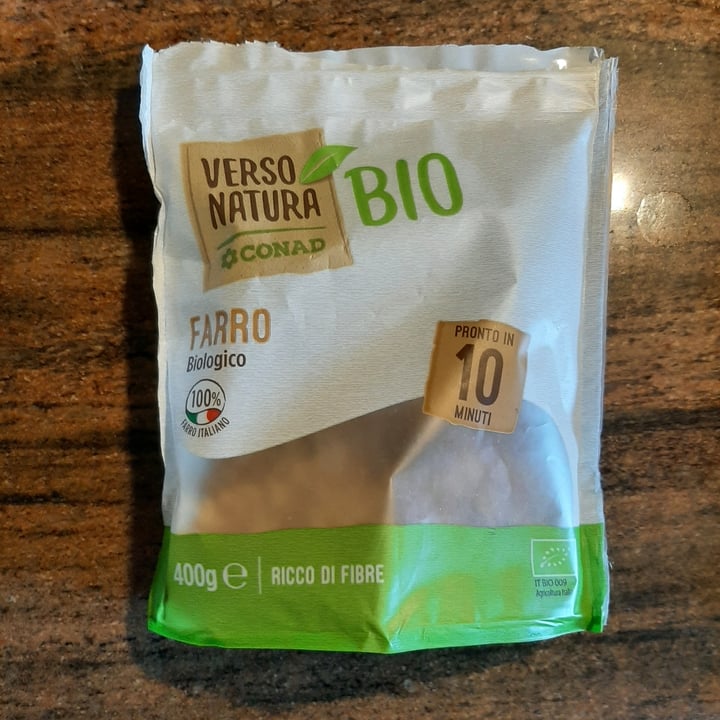 VERSO
NATURA
CONAD
BIO
FARRO
Biologico
100%
FARRO ITALIANO
PRONTO IN
10
MINUTI
400g ℮
RICCO DI FIBRE
IT BIO 009
Agricoltura